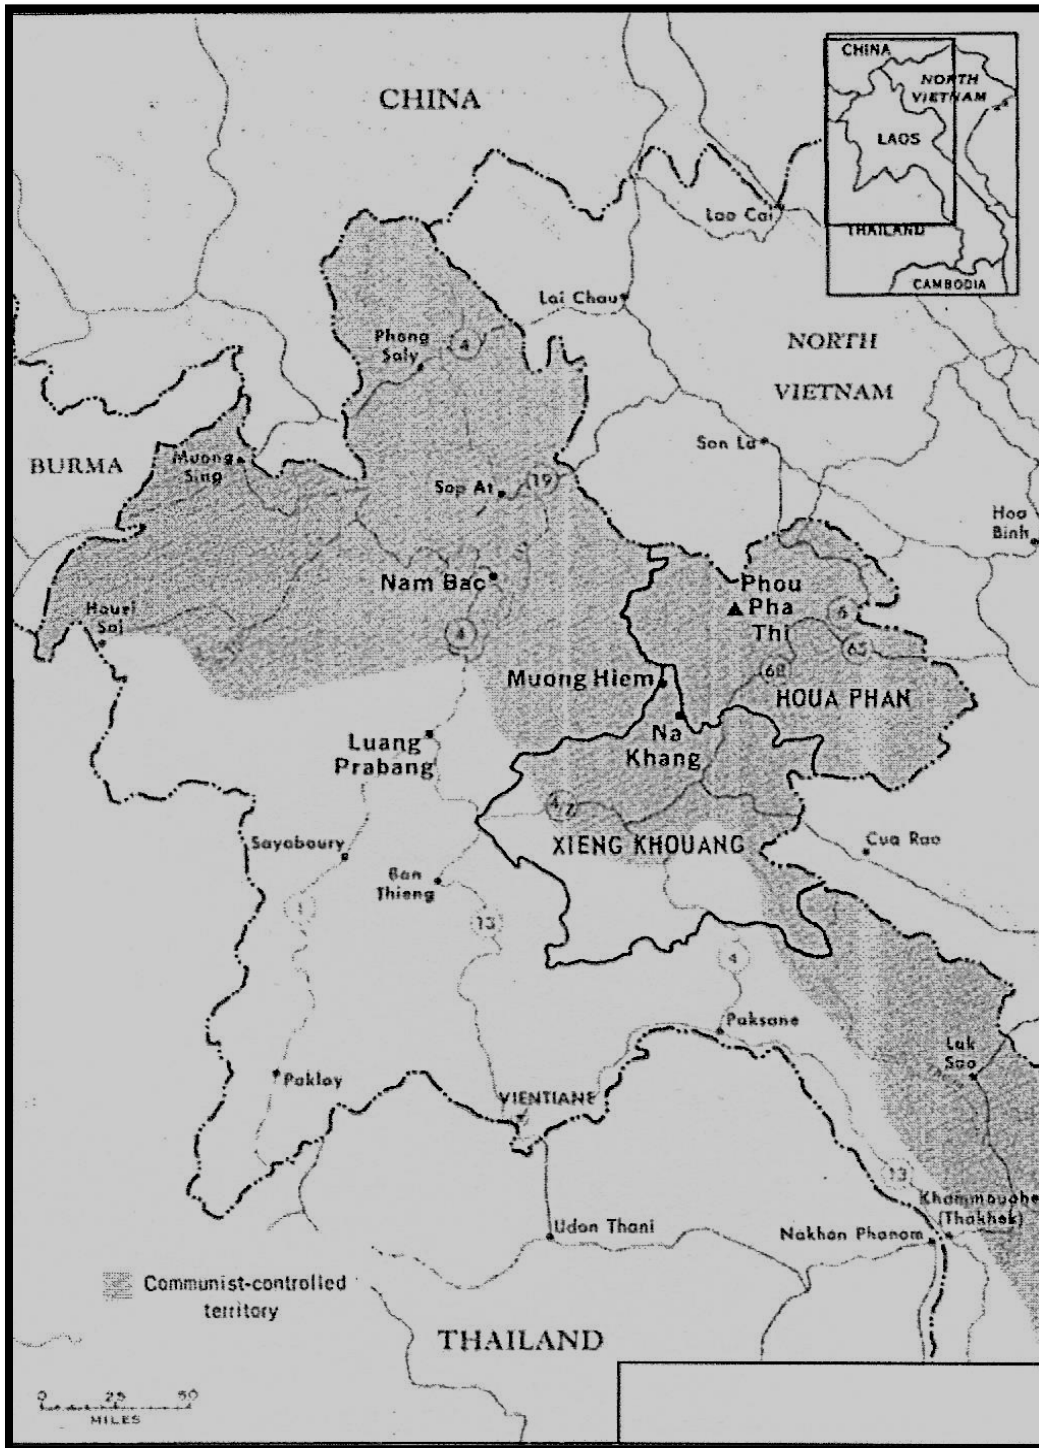 CHINA
CHINA
NORTH
VIETNAM
LAOS
THAILAND
CAMBODIA
Lao Cai
Lai Chau
Phong
Saly
4
NORTH
VIETNAM
BURMA
Muong
Sing
Son La
Sop At
19
Hoa
Binh
Nam Bac
Phou
Pha
Thi
6
Houei
Sai
4
65
Muong Hiem
68
HOUA PHAN
Na
Khang
Luang
Prabang
4/7
XIENG KHOUANG
Cua Rao
Sayaboury
Ban
Thieng
1
13
4
Paksane
Lak
Sao
Paklay
VIENTIANE
13
Khammouane
(Thakhek)
Udon Thani
Nakhon Phanom
Communist-controlled
territory
THAILAND
0 25 50
MILES